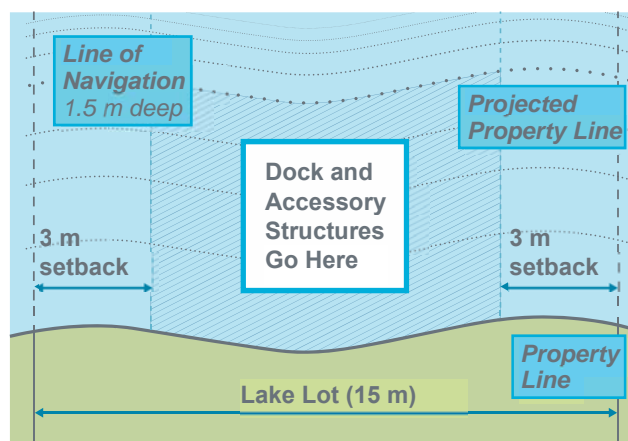 Line of
Navigation
1.5 m deep
Projected
Property Line
Dock and
Accessory
Structures
Go Here
3 m
setback
3 m
setback
Property
Line
Lake Lot (15 m)